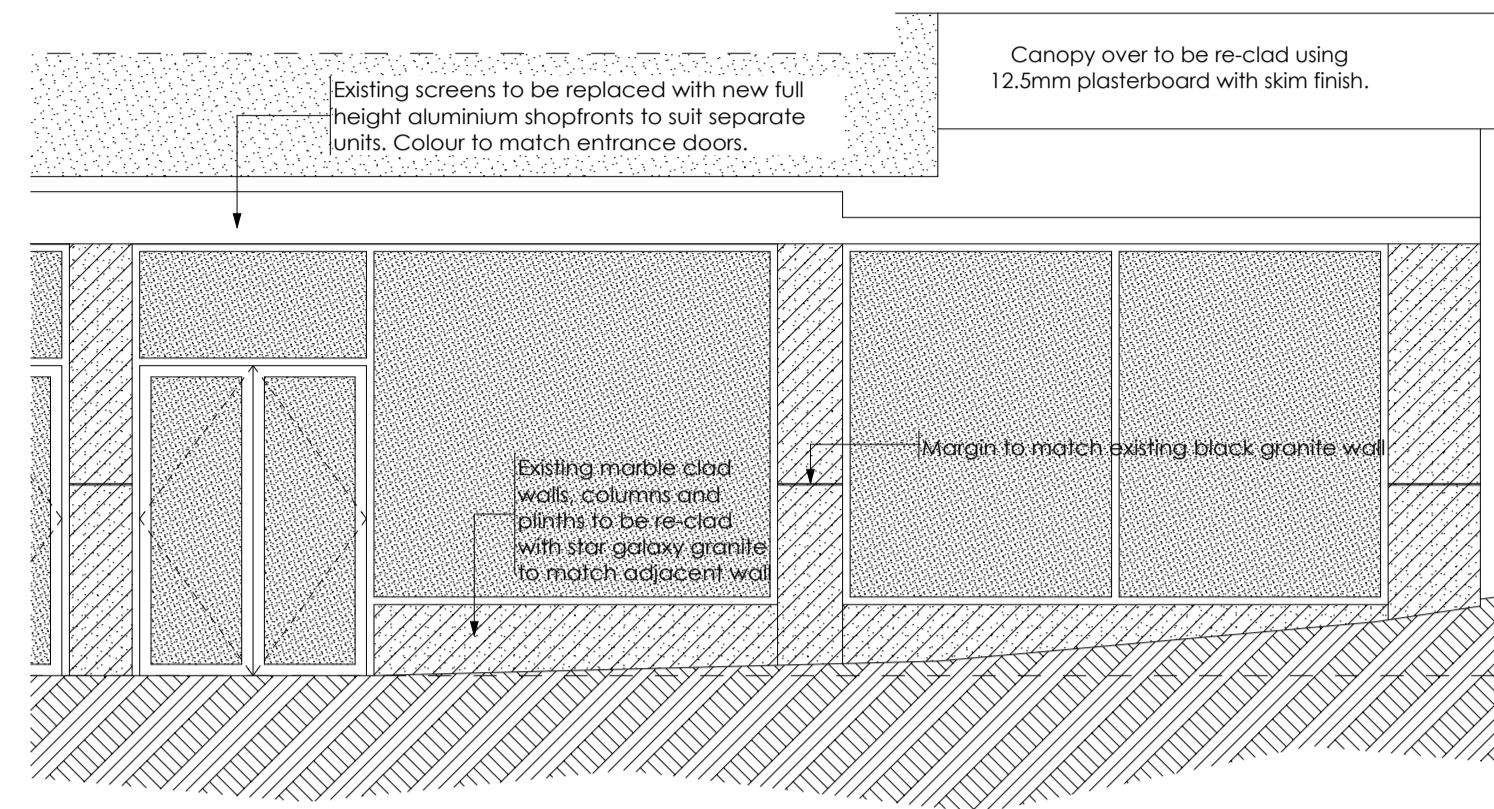 Canopy over to be re-clad using
12.5mm plasterboard with skim finish.
Existing screens to be replaced with new full
height aluminium shopfronts to suit separate
units. Colour to match entrance doors.
Margin to match existing black granite wall
Existing marble clad
walls, columns and
plinths to be re-clad
with star galaxy granite
to match adjacent wall